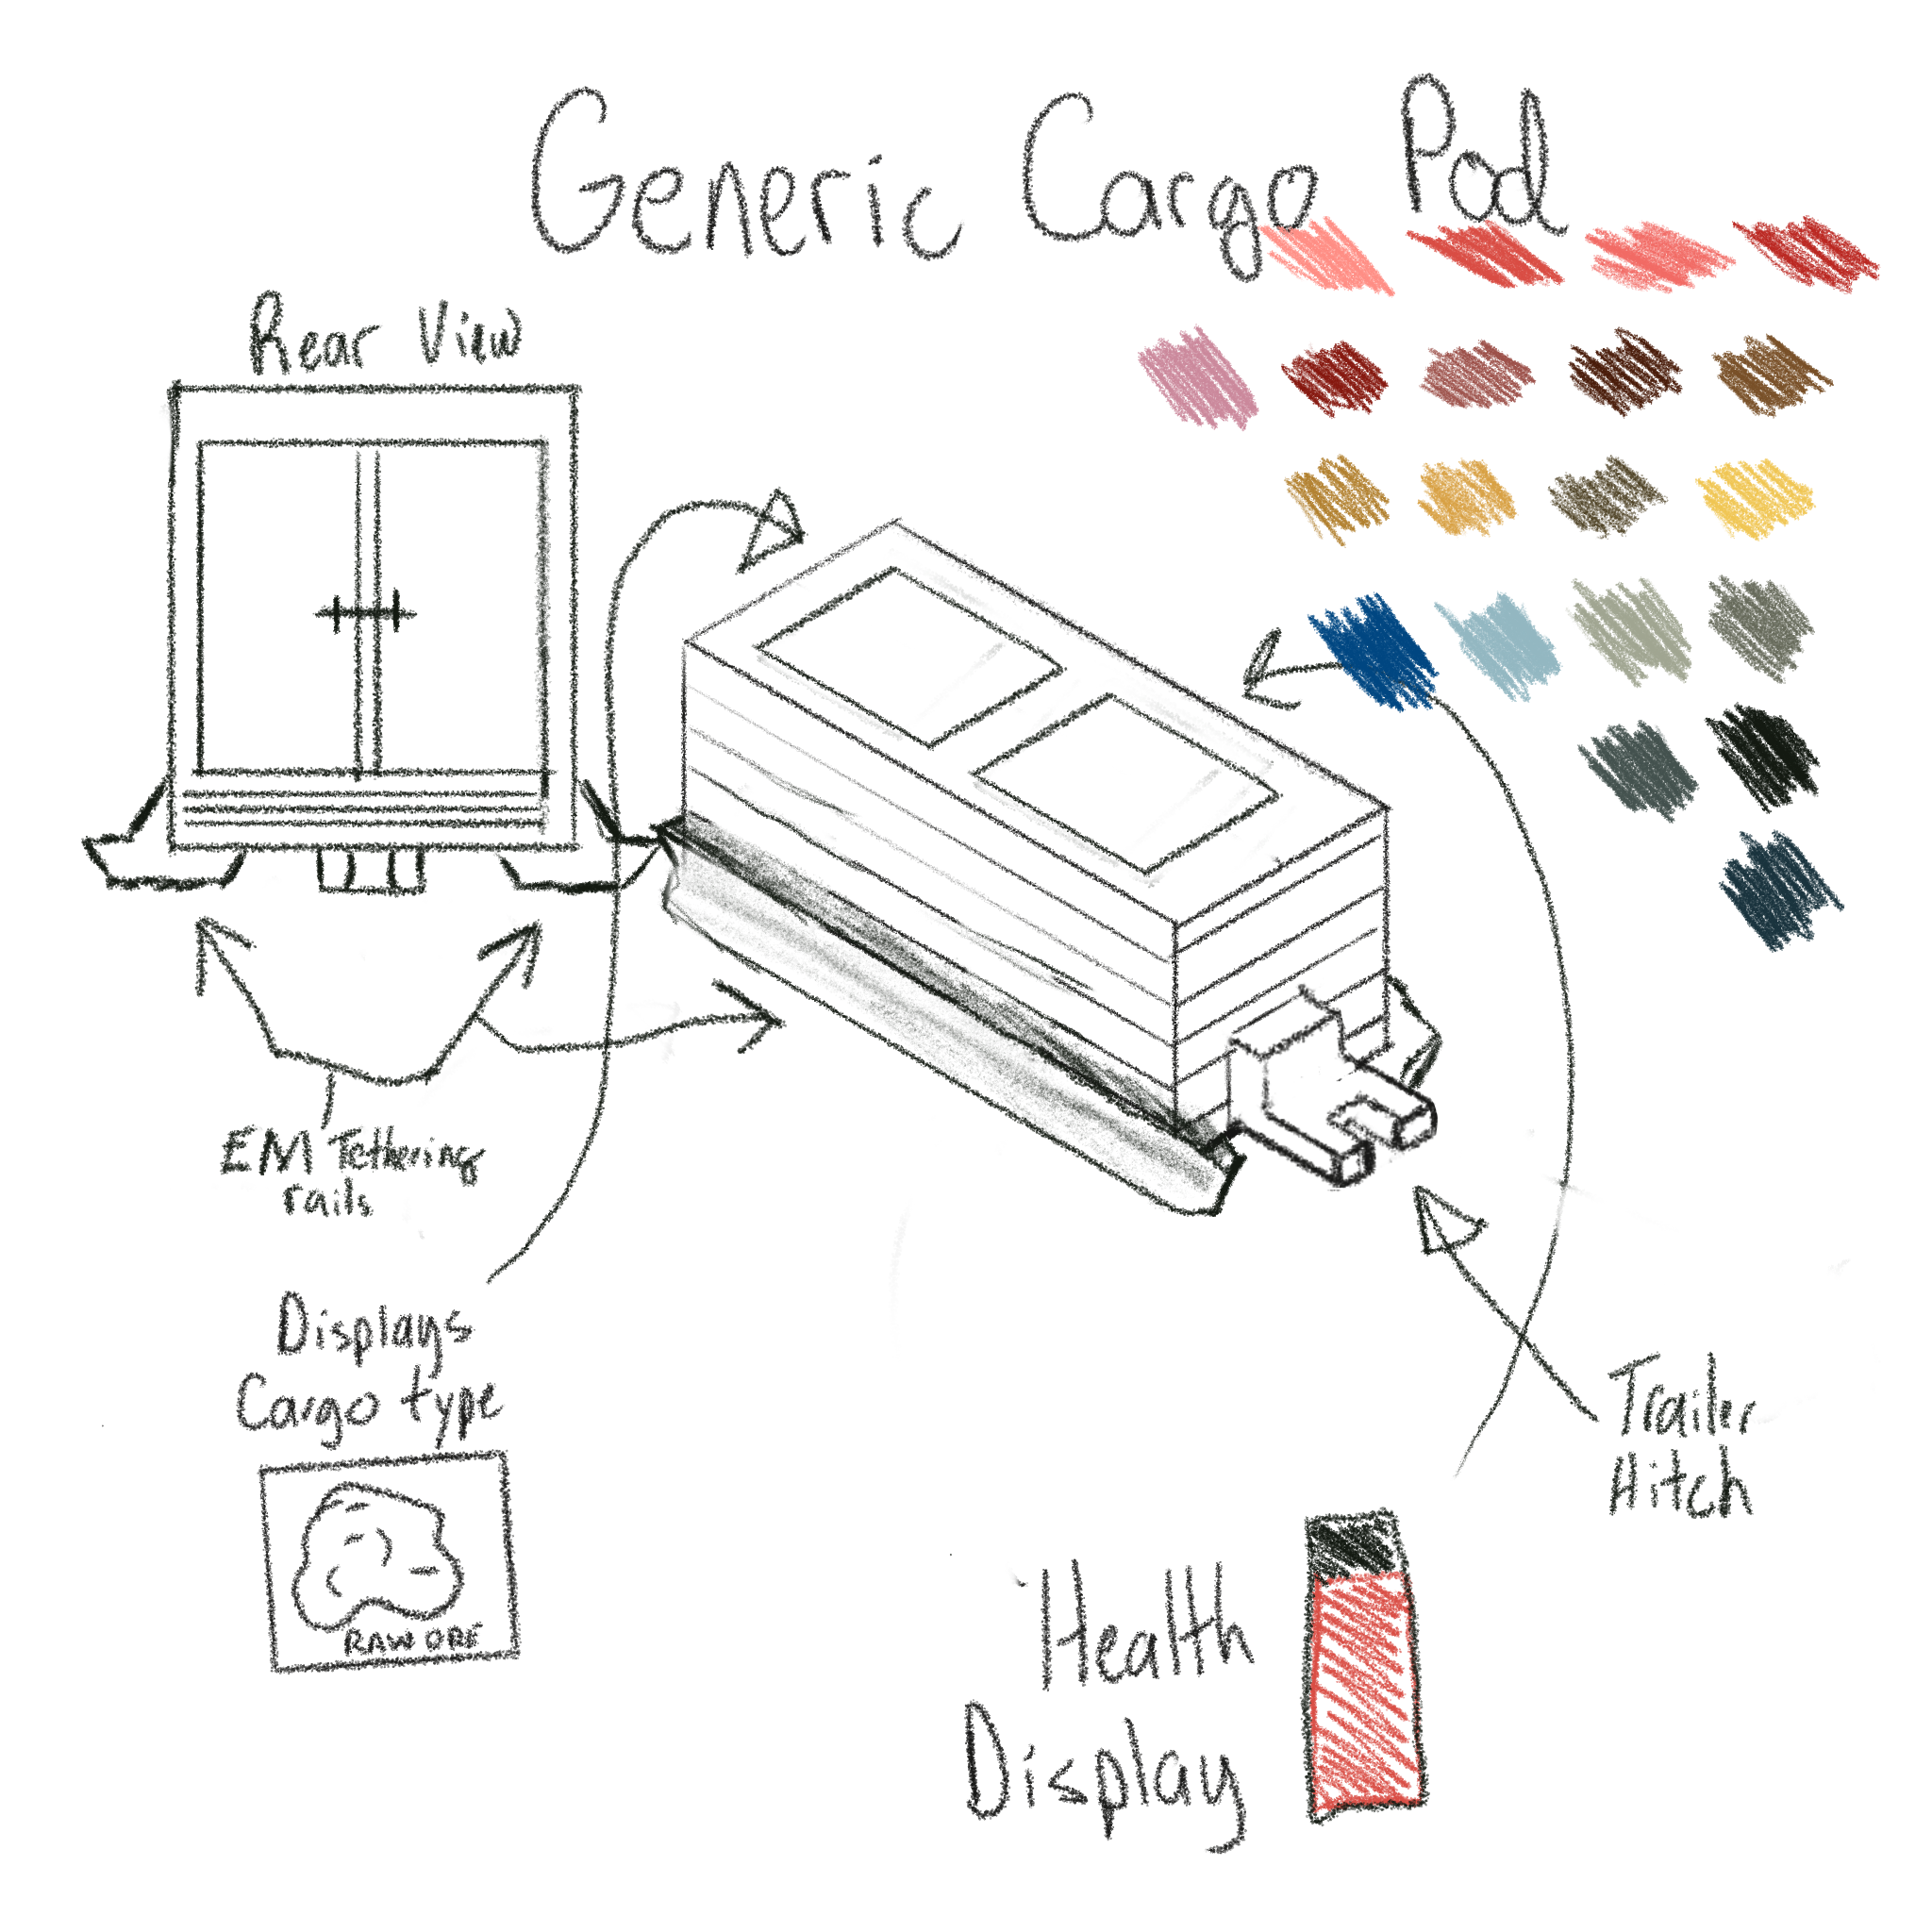 Generic Cargo Pod
Rear View
EM Tethering
rails
Displays
Cargo type
RAW ORE
Trailer
Hitch
Health
Display